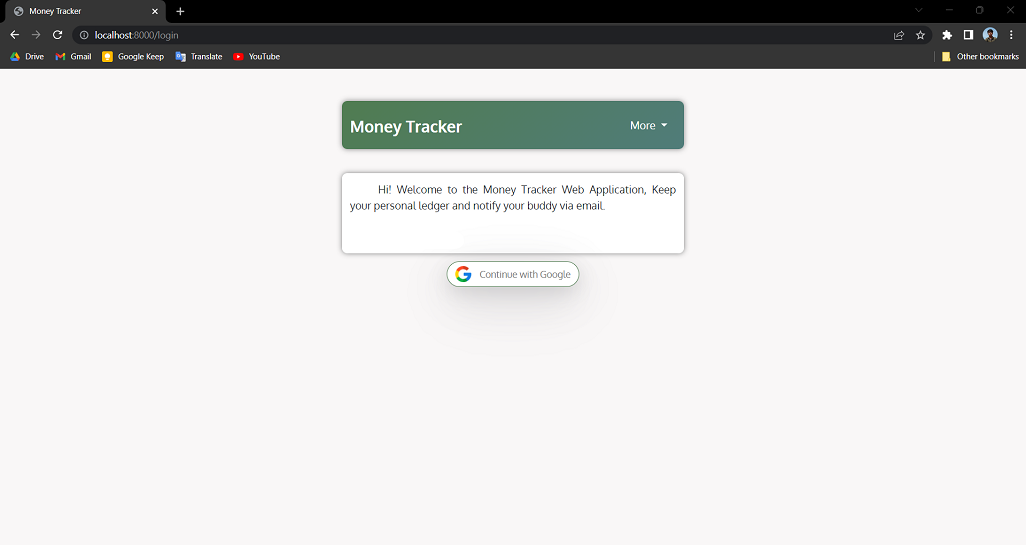 Money Tracker
localhost:8000/login
Drive Gmail Google Keep Translate YouTube Other bookmarks
Money Tracker More
Hi! Welcome to the Money Tracker Web Application, Keep
your personal ledger and notify your buddy via email.
Continue with Google